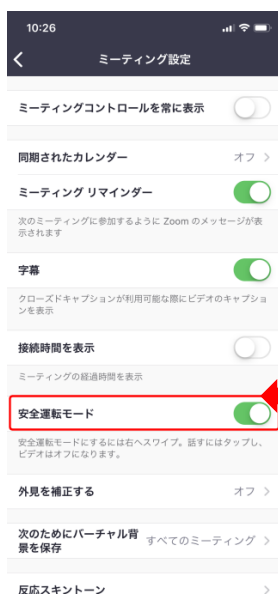 10:26
ミーティング設定
ミーティングコントロールを常に表示
同期されたカレンダー オフ
ミーティング リマインダー
次のミーティングに参加するように Zoom のメッセージが表
示されます
字幕
クローズドキャプションが利用可能な際にビデオのキャプショ
ンを表示
接続時間を表示
ミーティングの経過時間を表示
安全運転モード
安全運転モードにするには右へスワイプ。話すにはタップし、
ビデオはオフになります。
外見を補正する オフ
次のためにバーチャル背
景を保存 すべてのミーティング
反応スキントーン